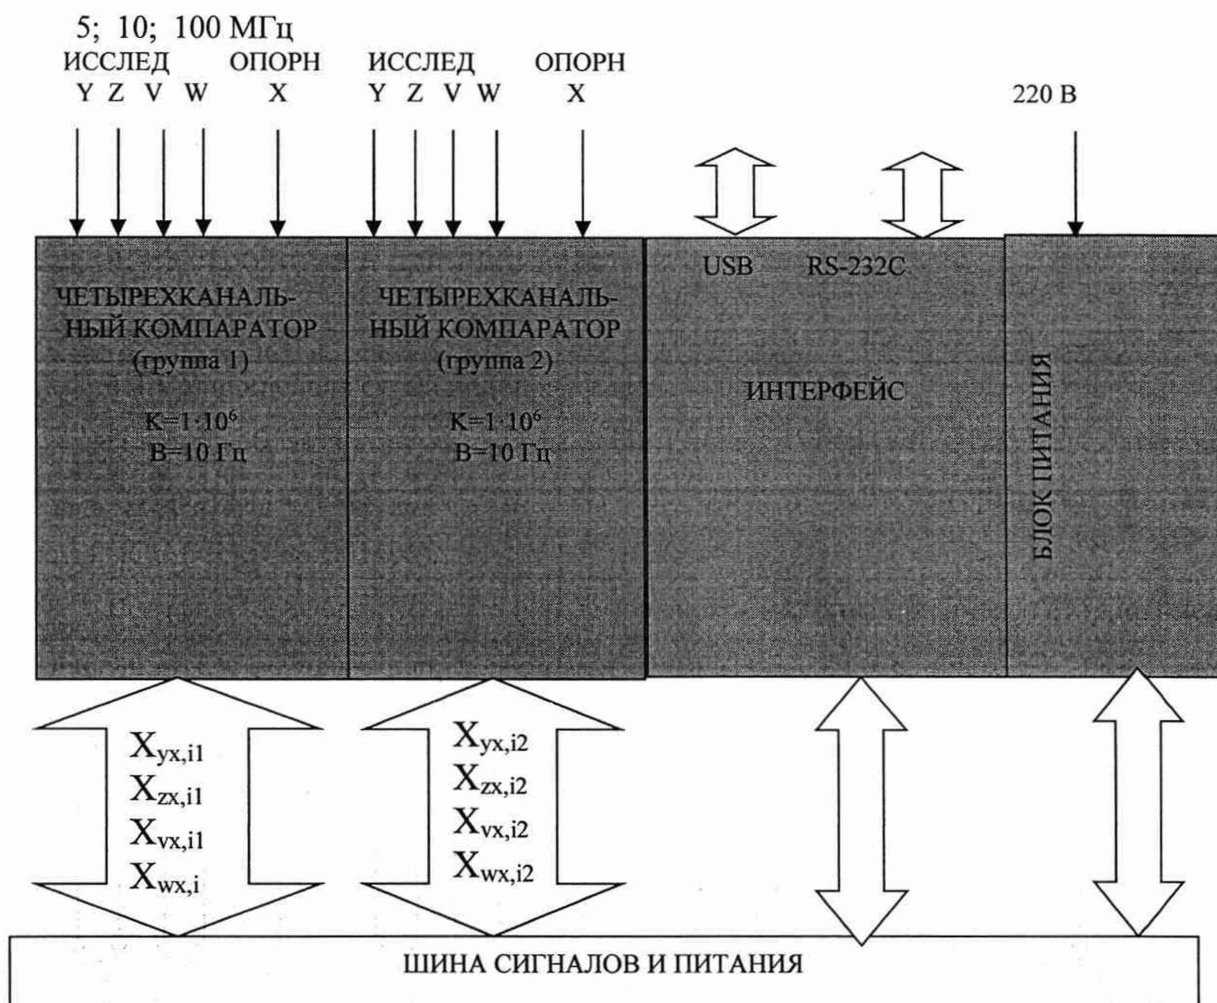 5; 10; 100 МГц
ИССЛЕД ОПОРН
Y Z V W X
ИССЛЕД ОПОРН
Y Z V W X
220 В
ЧЕТЫРЕХКАНАЛЬ-
-НЫЙ КОМПАРАТОР
(группа 1)
K=1·10⁶
B=10 Гц
ЧЕТЫРЕХКАНАЛЬ-
НЫЙ КОМПАРАТОР
(группа 2)
K=1·10⁶
B=10 Гц
USB RS-232C
ИНТЕРФЕЙС
БЛОК ПИТАНИЯ
Xyx,i1
Xzx,i1
Xvx,i1
Xwx,i
Xyx,i2
Xzx,i2
Xvx,i2
Xwx,i2
ШИНА СИГНАЛОВ И ПИТАНИЯ